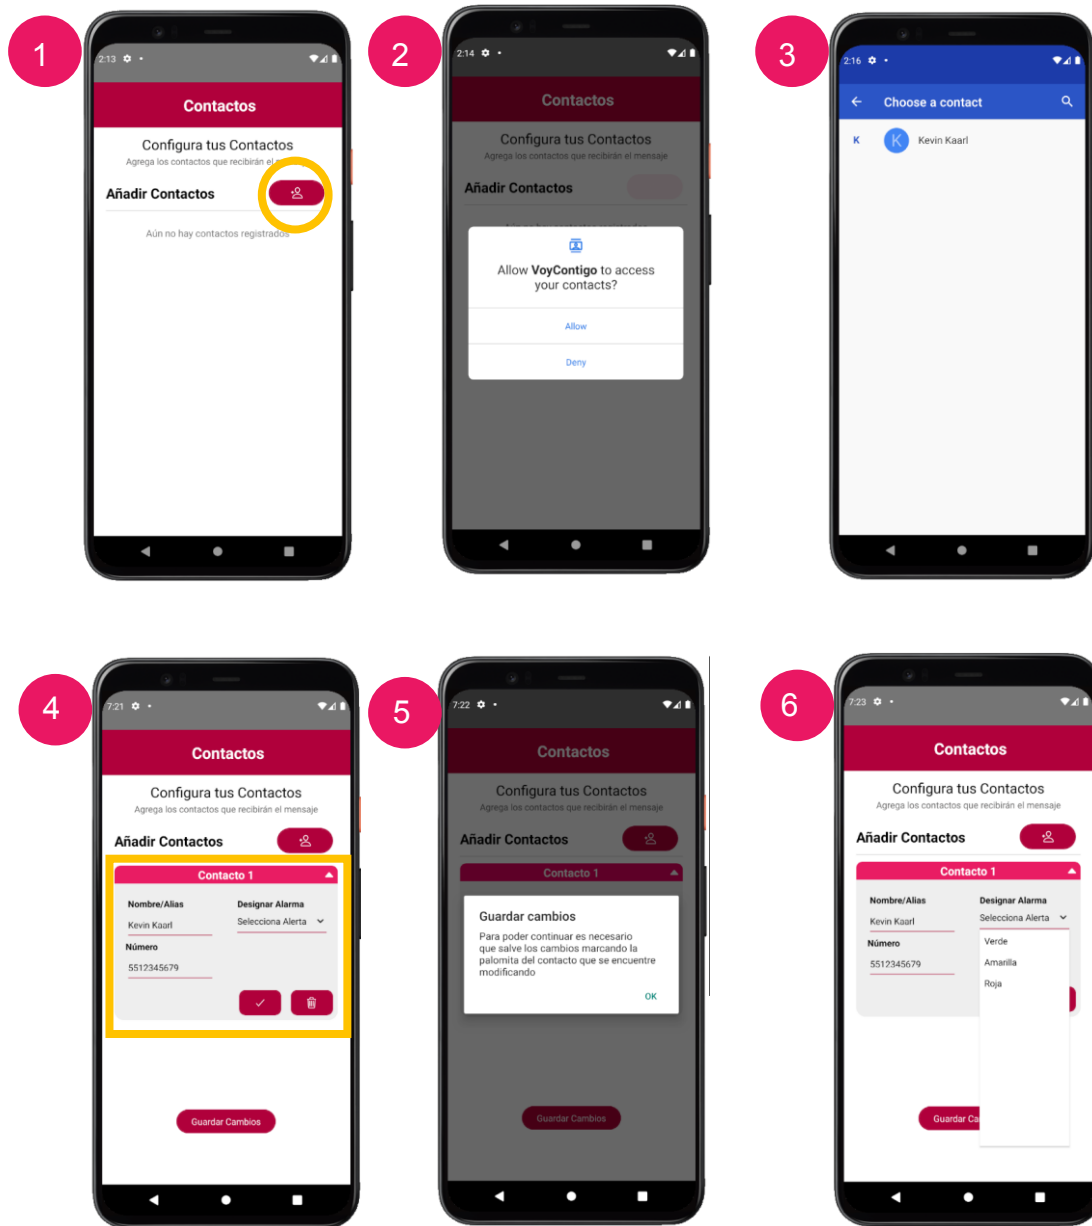 1
2:13
Contactos
Configura tus Contactos
Agrega los contactos que recibirán el
Añadir Contactos
Aún no hay contactos registrados
2
2:14
Contactos
Configura tus Contactos
Agrega los contactos que recibirán el mensaje
Añadir Contactos
Allow VoyContigo to access
your contacts?
Allow
Deny
3
2:16
Choose a contact
K
K
Kevin Kaarl
4
7:21
Contactos
Configura tus Contactos
Agrega los contactos que recibirán el mensaje
Añadir Contactos
Contacto 1
Nombre/Alias
Designar Alarma
Kevin Kaarl
Selecciona Alerta
Número
5512345679
Guardar Cambios
5
7:22
Contactos
Configura tus Contactos
Agrega los contactos que recibirán el mensaje
Añadir Contactos
Contacto 1
Guardar cambios
Para poder continuar es necesario
que salve los cambios marcando la
palomita del contacto que se encuentre
modificando
OK
Guardar Cambios
6
7:23
Contactos
Configura tus Contactos
Agrega los contactos que recibirán el mensaje
Añadir Contactos
Contacto 1
Nombre/Alias
Designar Alarma
Kevin Kaarl
Selecciona Alerta
Número
Verde
5512345679
Amarilla
Roja
Guardar Ca